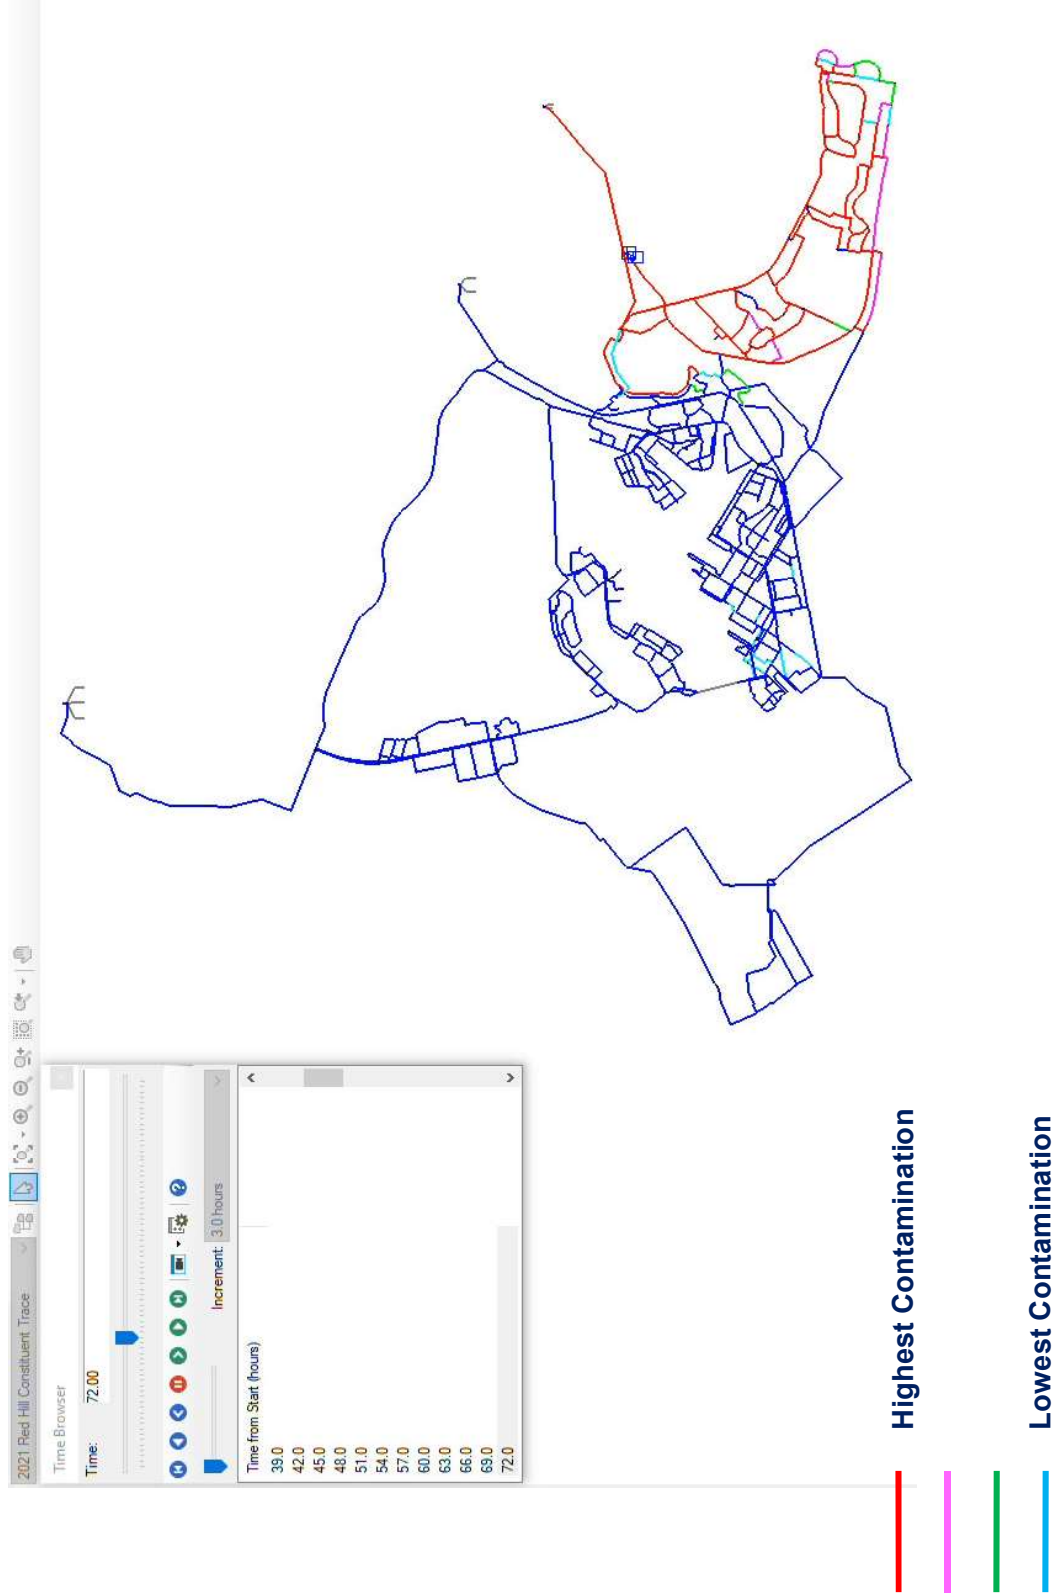 2021 Red Hill Constituent Trace
Time Browser
Time:
72.00
Increment: 3.0 hours
Time from Start (hours)
39.0
42.0
45.0
48.0
51.0
54.0
57.0
60.0
63.0
66.0
69.0
72.0
Highest Contamination
Lowest Contamination